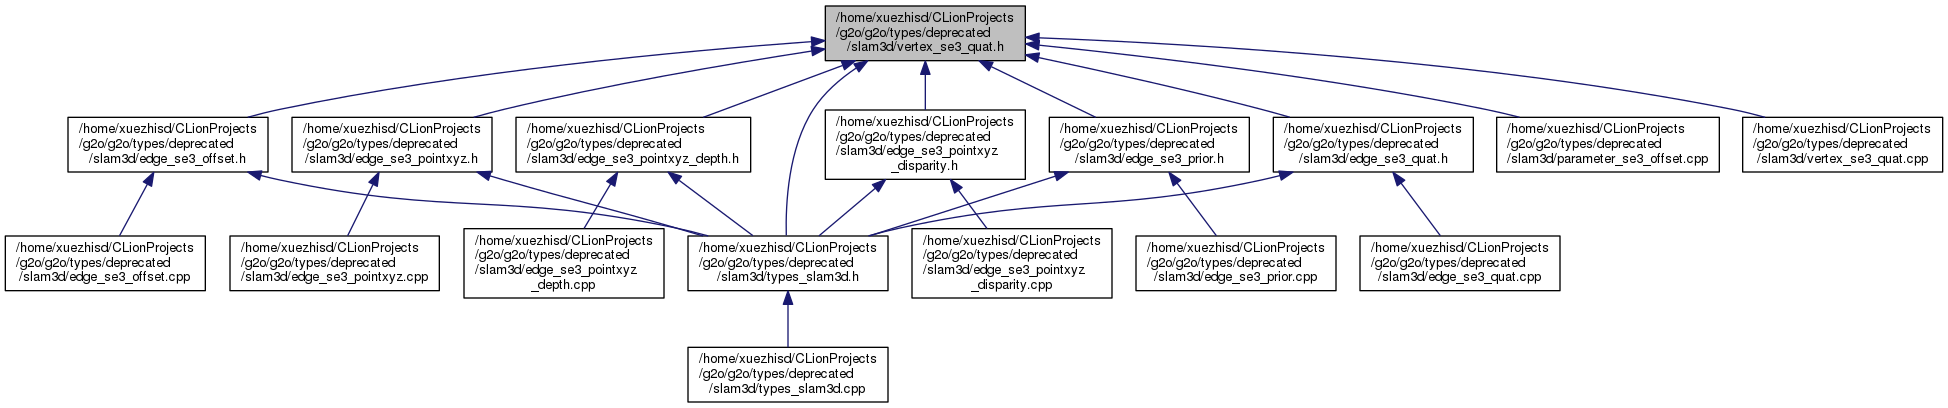 /home/xuezhisd/CLionProjects
/g2o/g2o/types/deprecated
/slam3d/vertex_se3_quat.h
/home/xuezhisd/CLionProjects
/g2o/g2o/types/deprecated
/slam3d/edge_se3_offset.h
/home/xuezhisd/CLionProjects
/g2o/g2o/types/deprecated
/slam3d/edge_se3_pointxyz.h
/home/xuezhisd/CLionProjects
/g2o/g2o/types/deprecated
/slam3d/edge_se3_pointxyz_depth.h
/home/xuezhisd/CLionProjects
/g2o/g2o/types/deprecated
/slam3d/edge_se3_pointxyz
_disparity.h
/home/xuezhisd/CLionProjects
/g2o/g2o/types/deprecated
/slam3d/edge_se3_prior.h
/home/xuezhisd/CLionProjects
/g2o/g2o/types/deprecated
/slam3d/edge_se3_quat.h
/home/xuezhisd/CLionProjects
/g2o/g2o/types/deprecated
/slam3d/parameter_se3_offset.cpp
/home/xuezhisd/CLionProjects
/g2o/g2o/types/deprecated
/slam3d/vertex_se3_quat.cpp
/home/xuezhisd/CLionProjects
/g2o/g2o/types/deprecated
/slam3d/edge_se3_offset.cpp
/home/xuezhisd/CLionProjects
/g2o/g2o/types/deprecated
/slam3d/edge_se3_pointxyz.cpp
/home/xuezhisd/CLionProjects
/g2o/g2o/types/deprecated
/slam3d/edge_se3_pointxyz
_depth.cpp
/home/xuezhisd/CLionProjects
/g2o/g2o/types/deprecated
/slam3d/types_slam3d.h
/home/xuezhisd/CLionProjects
/g2o/g2o/types/deprecated
/slam3d/edge_se3_pointxyz
_disparity.cpp
/home/xuezhisd/CLionProjects
/g2o/g2o/types/deprecated
/slam3d/edge_se3_prior.cpp
/home/xuezhisd/CLionProjects
/g2o/g2o/types/deprecated
/slam3d/edge_se3_quat.cpp
/home/xuezhisd/CLionProjects
/g2o/g2o/types/deprecated
/slam3d/types_slam3d.cpp